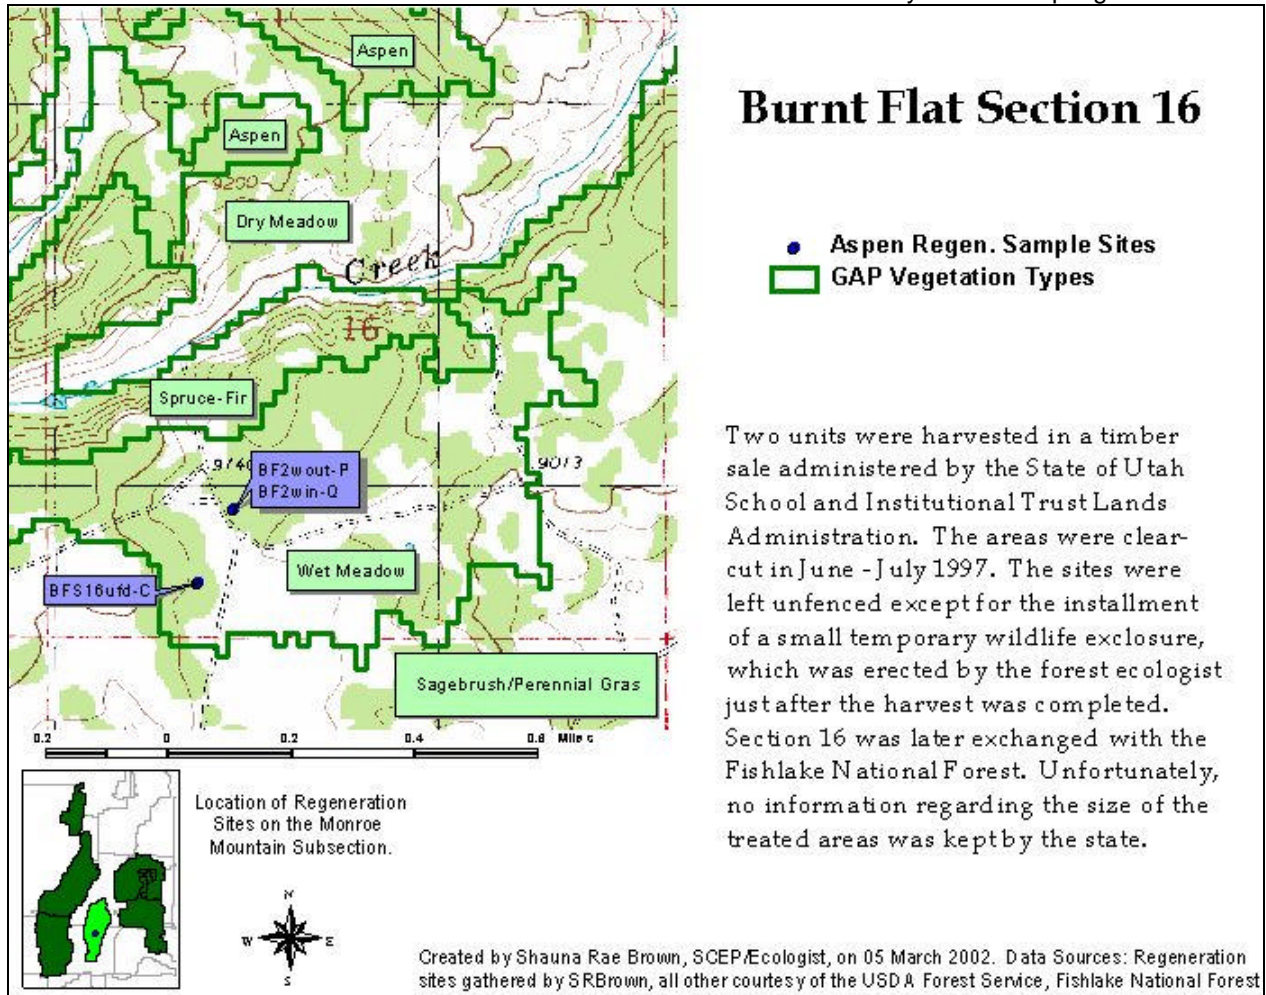 Aspen
Burnt Flat Section 16
Aspen
9200
Dry Meadow
Aspen Regen. Sample Sites
GAP Vegetation Types
Creek
16
Spruce-Fir
Two units were harvested in a timber
sale administered by the State of Utah
School and Institutional Trust Lands
Administration. The areas were clear-
cut in June - July 1997. The sites were
left unfenced except for the installment
of a small temporary wildlife exclosure,
which was erected by the forest ecologist
just after the harvest was completed.
Section 16 was later exchanged with the
Fishlake National Forest. Unfortunately,
no information regarding the size of the
treated areas was kept by the state.
9740
BF2wout-P
BF2win-Q
9073
Wet Meadow
BFS16ufd-C
Sagebrush/Perennial Gras
0.2 0 0.2 0.4 0.6 Miles
Location of Regeneration
Sites on the Monroe
Mountain Subsection.
N
W E
S
Created by Shauna Rae Brown, SCEP/Ecologist, on 05 March 2002. Data Sources: Regeneration
sites gathered by SRBrown, all other courtesy of the USDA Forest Service, Fishlake National Forest